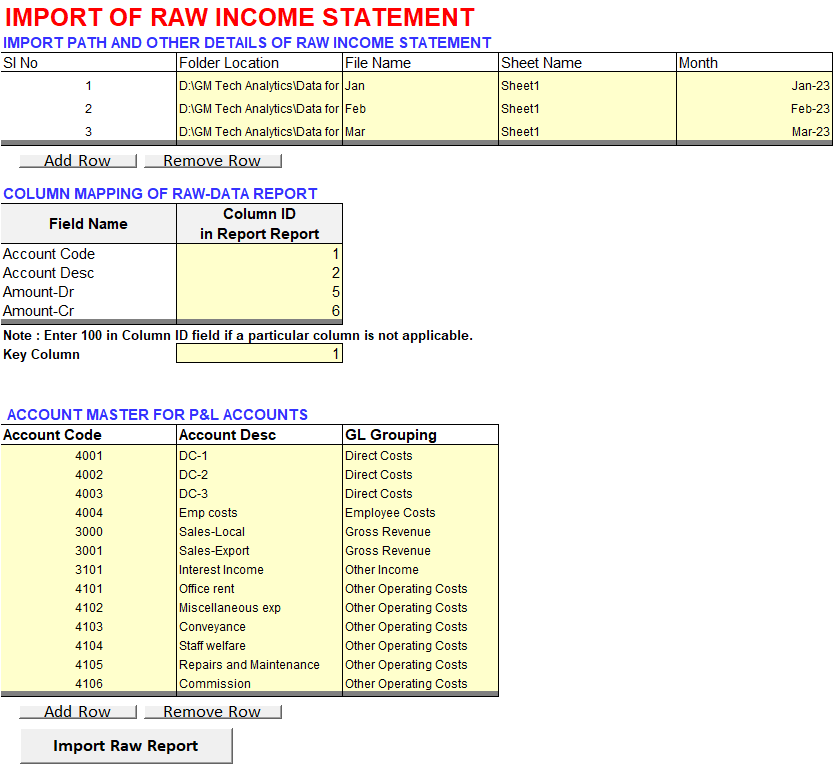 IMPORT OF RAW INCOME STATEMENT
IMPORT PATH AND OTHER DETAILS OF RAW INCOME STATEMENT
Sl No Folder Location File Name Sheet Name Month
1 D:\GM Tech Analytics\Data for Jan Sheet1 Jan-23
2 D:\GM Tech Analytics\Data for Feb Sheet1 Feb-23
3 D:\GM Tech Analytics\Data for Mar Sheet1 Mar-23
Add Row Remove Row
COLUMN MAPPING OF RAW-DATA REPORT
Field Name Column ID
in Report Report
Account Code 1
Account Desc 2
Amount-Dr 5
Amount-Cr 6
Note : Enter 100 in Column ID field if a particular column is not applicable.
Key Column 1
ACCOUNT MASTER FOR P&L ACCOUNTS
Account Code Account Desc GL Grouping
4001 DC-1 Direct Costs
4002 DC-2 Direct Costs
4003 DC-3 Direct Costs
4004 Emp costs Employee Costs
3000 Sales-Local Gross Revenue
3001 Sales-Export Gross Revenue
3101 Interest Income Other Income
4101 Office rent Other Operating Costs
4102 Miscellaneous exp Other Operating Costs
4103 Conveyance Other Operating Costs
4104 Staff welfare Other Operating Costs
4105 Repairs and Maintenance Other Operating Costs
4106 Commission Other Operating Costs
Add Row Remove Row
Import Raw Report